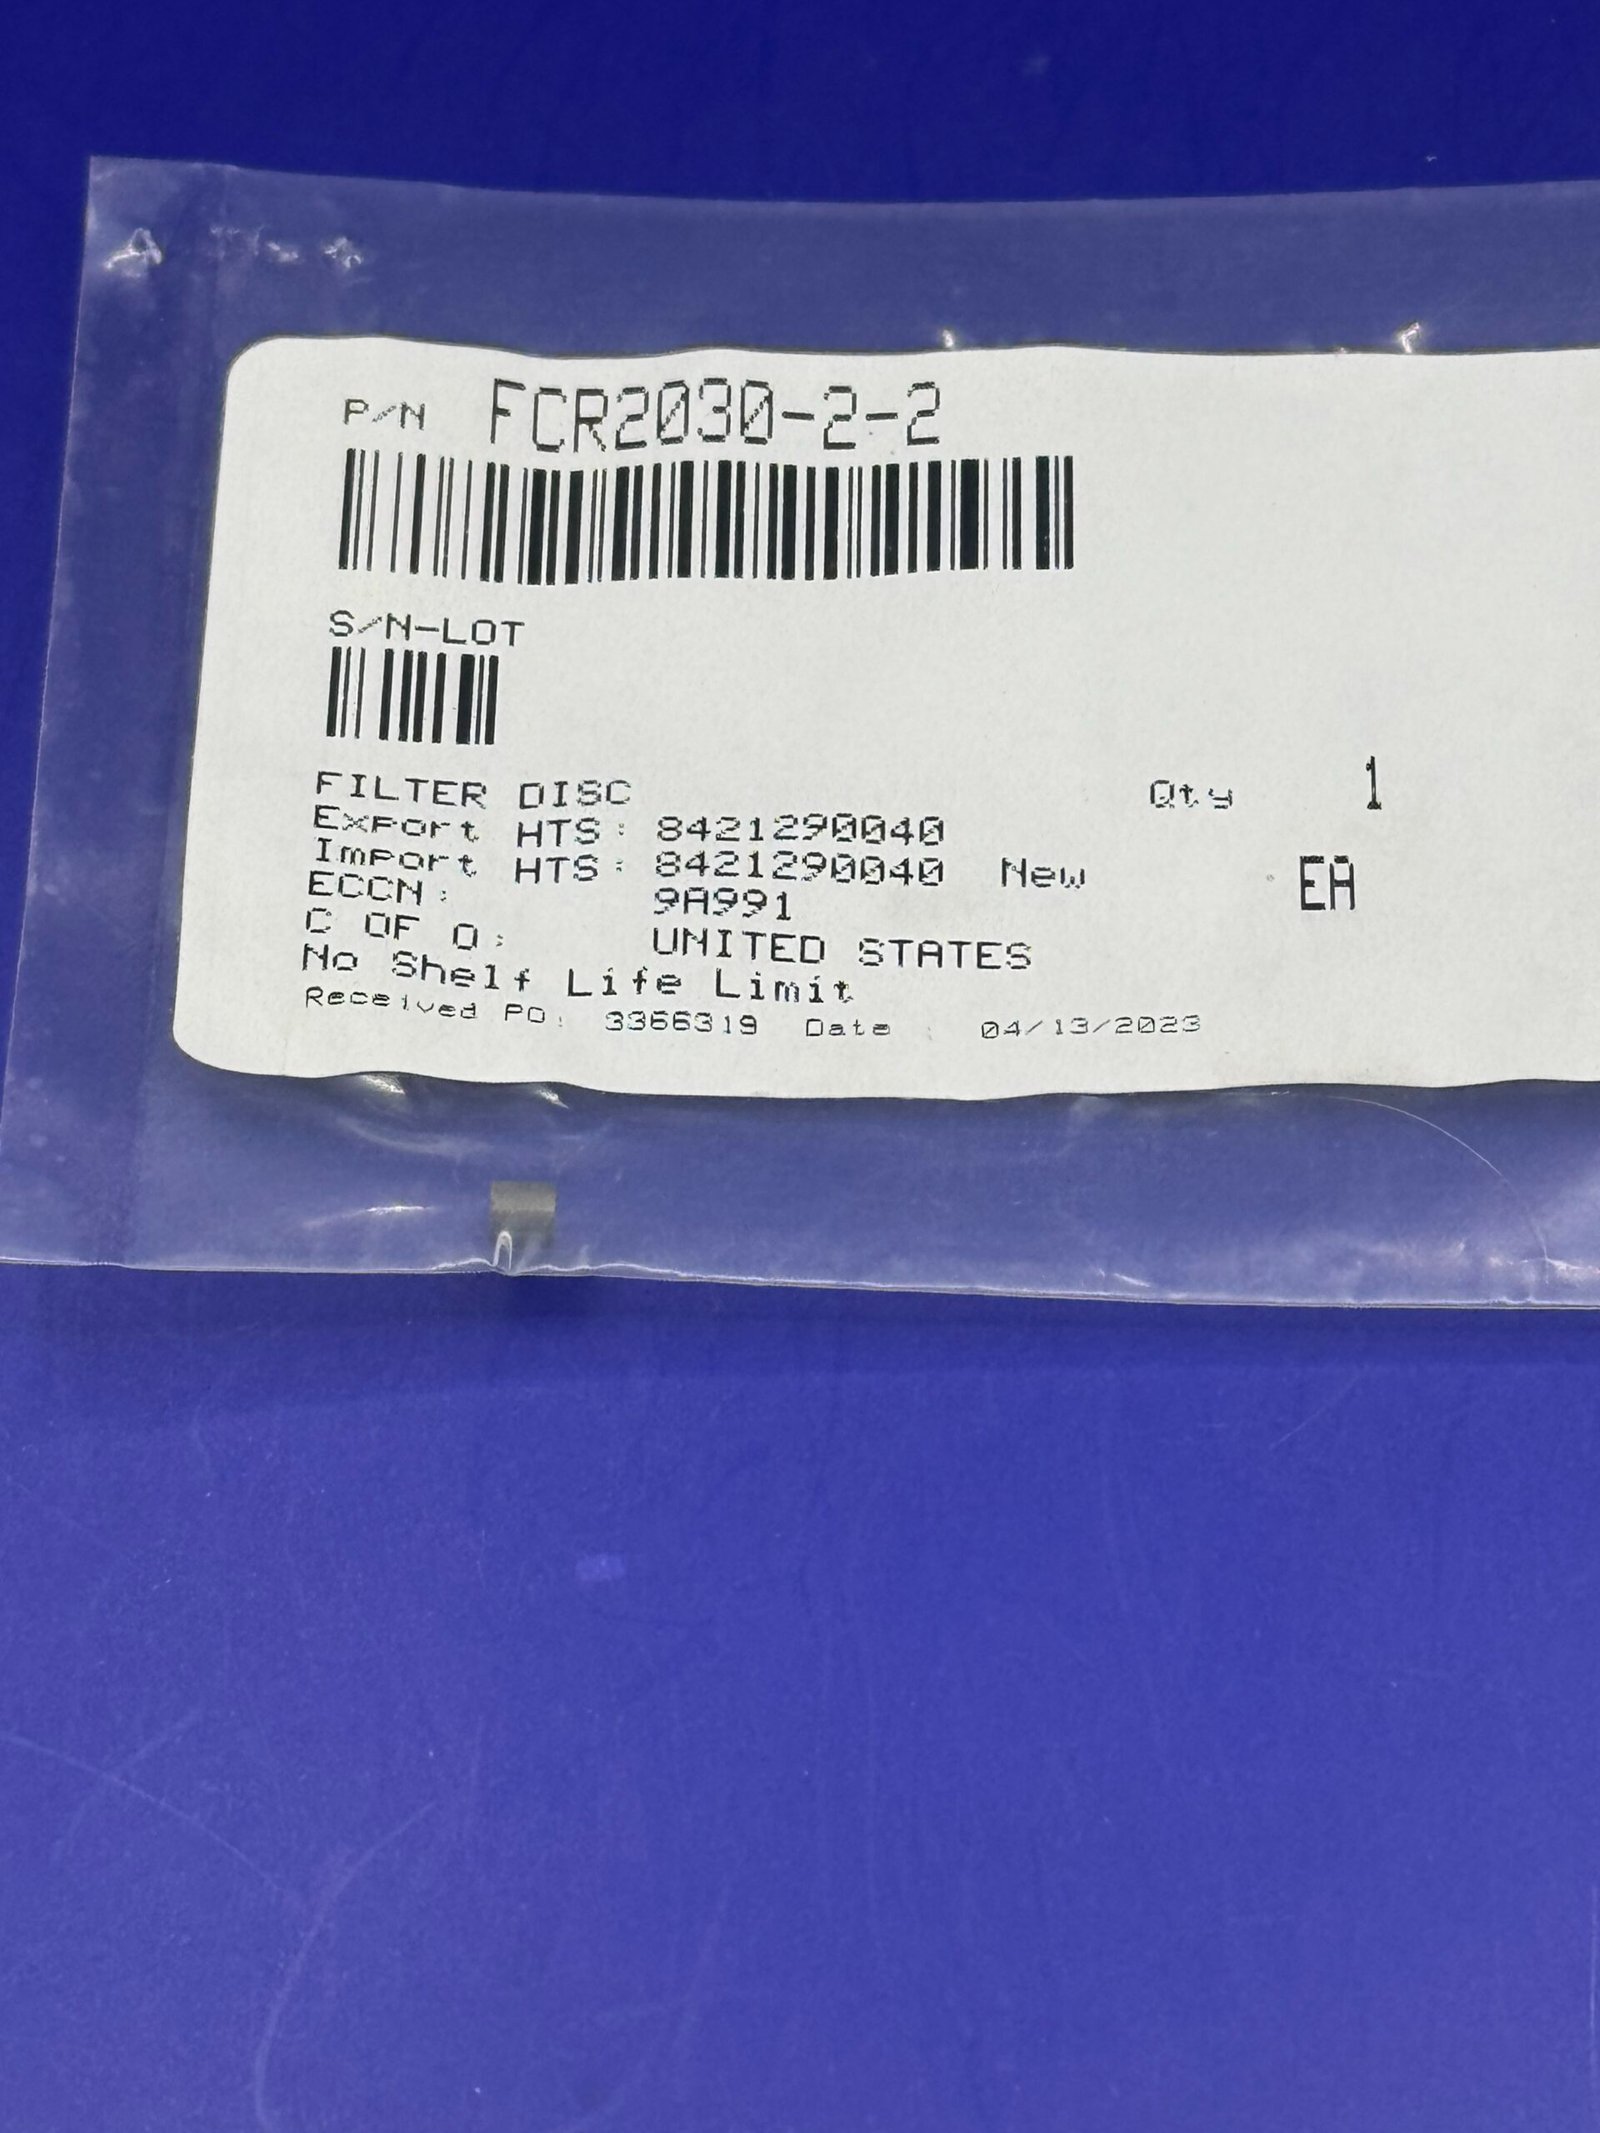 P/N FCR2030-2-2
S/N-LOT
FILTER DISC Qty 1
Export HTS: 8421290040
Import HTS: 8421290040 New EA
ECCN: 9A991
C OF O: UNITED STATES
No Shelf Life Limit
Received PO: 3366319 Date : 04/13/2023